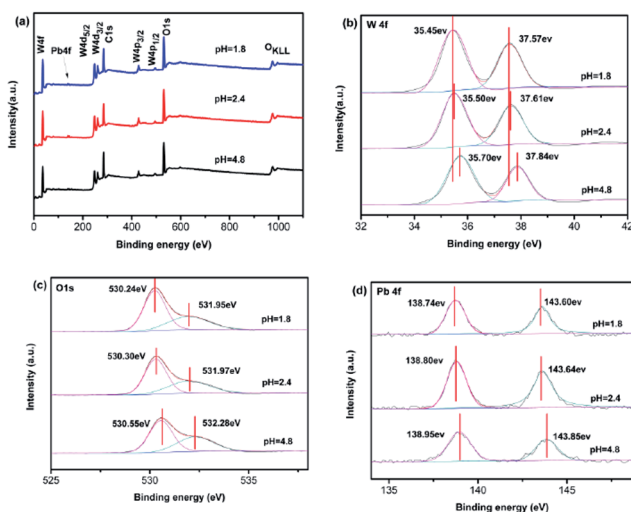 (a)
W4f
Pb4f
W4d5/2
W4d3/2
C1s
W4p3/2
W4p1/2
O1s
OKLL
pH=1.8
pH=2.4
pH=4.8
Intensity(a.u.)
0 200 400 600 800 1000
Binding energy (eV)
(b) W 4f
35.45ev 37.57ev
pH=1.8
35.50ev 37.61ev
pH=2.4
35.70ev 37.84ev
pH=4.8
Intensity(a.u.)
32 34 36 38 40 42
Binding energy (eV)
(c) O1s
530.24eV 531.95eV
pH=1.8
530.30eV 531.97eV
pH=2.4
530.55eV 532.28eV
pH=4.8
Intensity (a.u.)
525 530 535
Binding energy (eV)
(d) Pb 4f
138.74ev 143.60ev
pH=1.8
138.80ev 143.64ev
pH=2.4
138.95ev 143.85ev
pH=4.8
Intensity (a.u.)
135 140 145
Binding energy (eV)